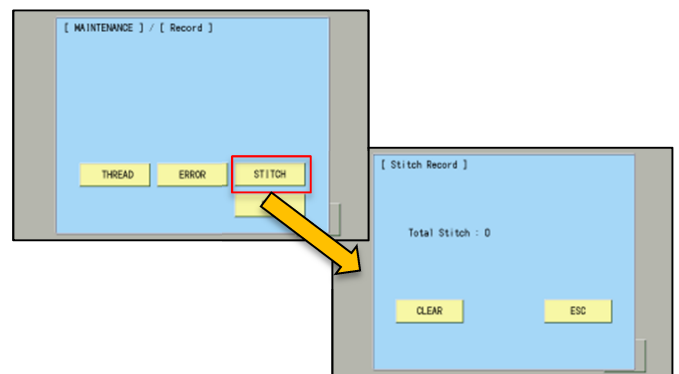 [ MAINTENANCE ] / [ Record ]
THREAD ERROR STITCH
[ Stitch Record ]
Total Stitch : 0
CLEAR ESC